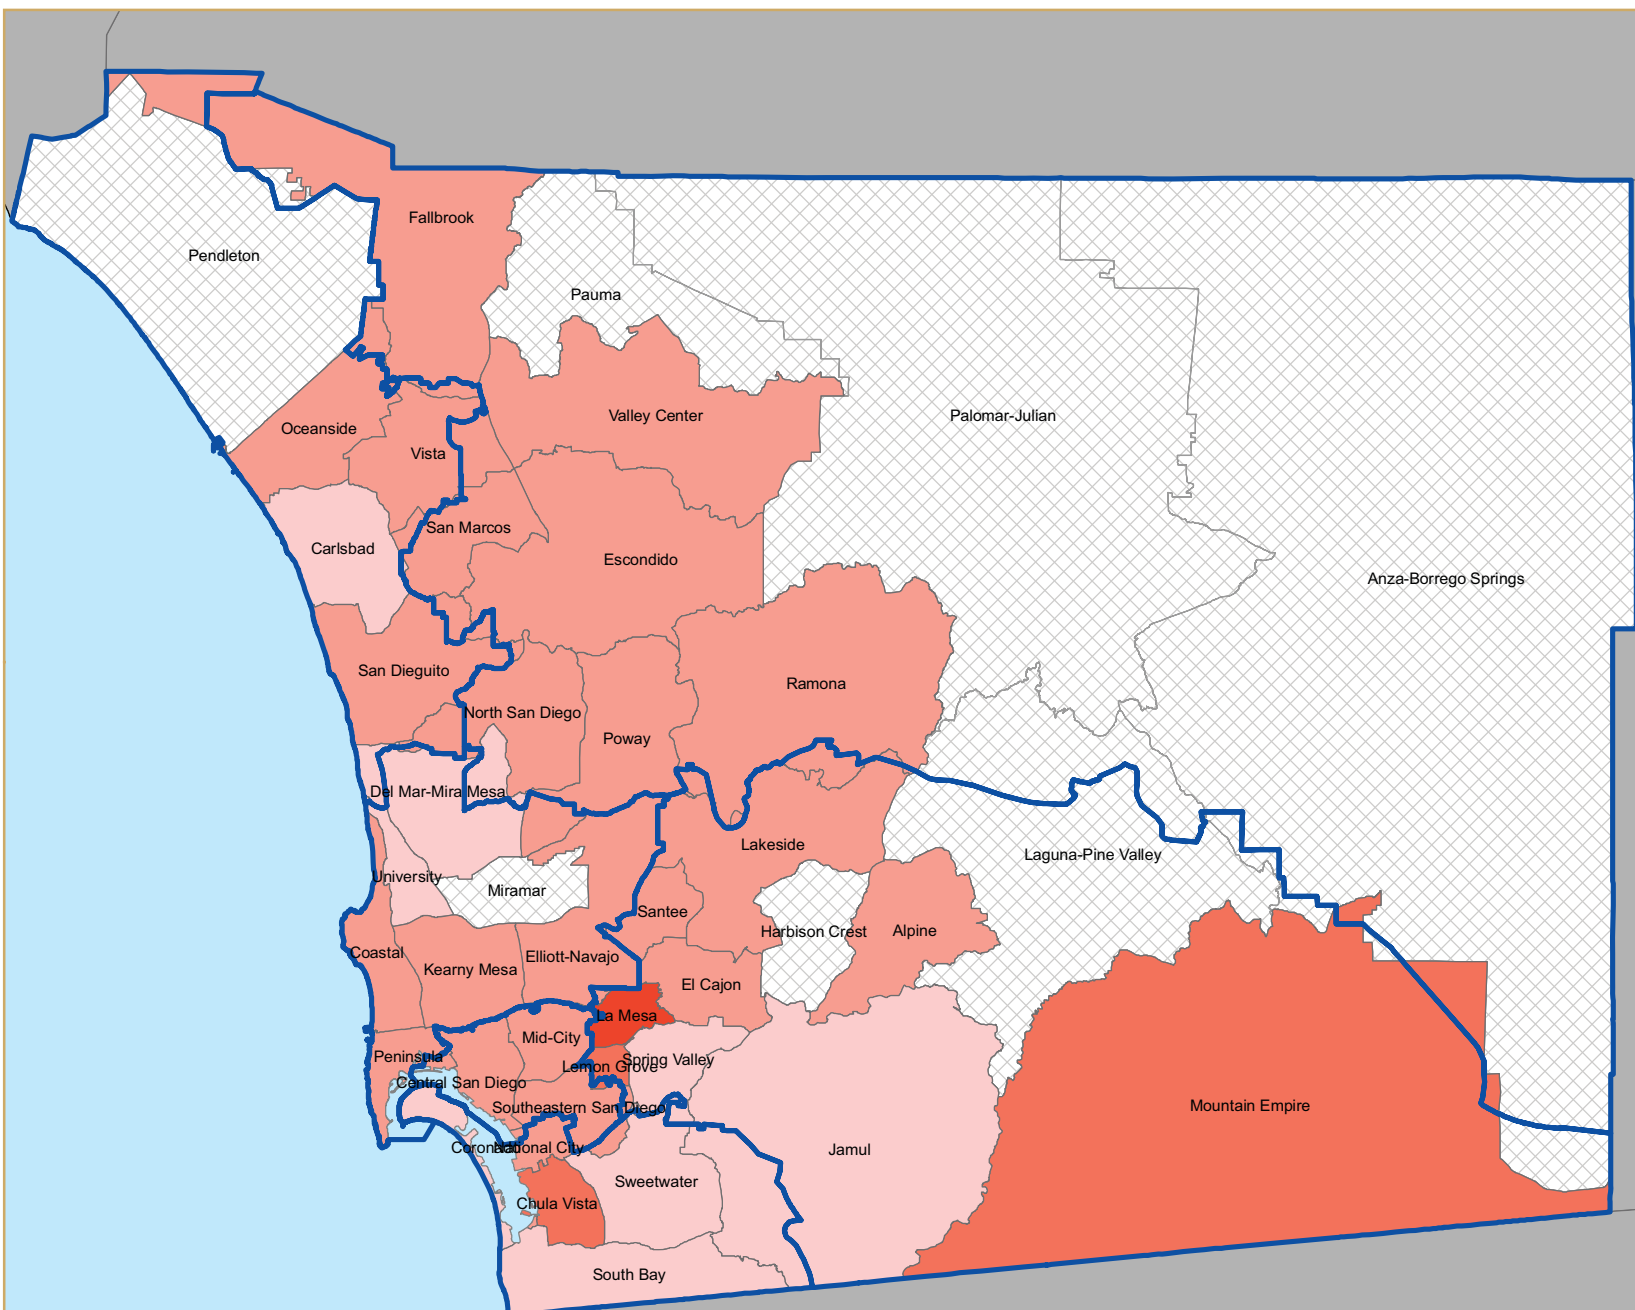 Fallbrook
Pendleton
Pauma
Valley Center
Palomar-Julian
Oceanside
Vista
San Marcos
Carlsbad
Escondido
Anza-Borrego Springs
San Dieguito
Ramona
North San Diego
Poway
Del Mar-Mira Mesa
Lakeside
Laguna-Pine Valley
University
Miramar
Santee
Harbison Crest
Alpine
Coastal
Elliott-Navajo
Kearny Mesa
El Cajon
La Mesa
Mid-City
Peninsula
Spring Valley
Lemon Grove
Central San Diego
Southeastern San Diego
Mountain Empire
Coronado
National City
Jamul
Sweetwater
Chula Vista
South Bay